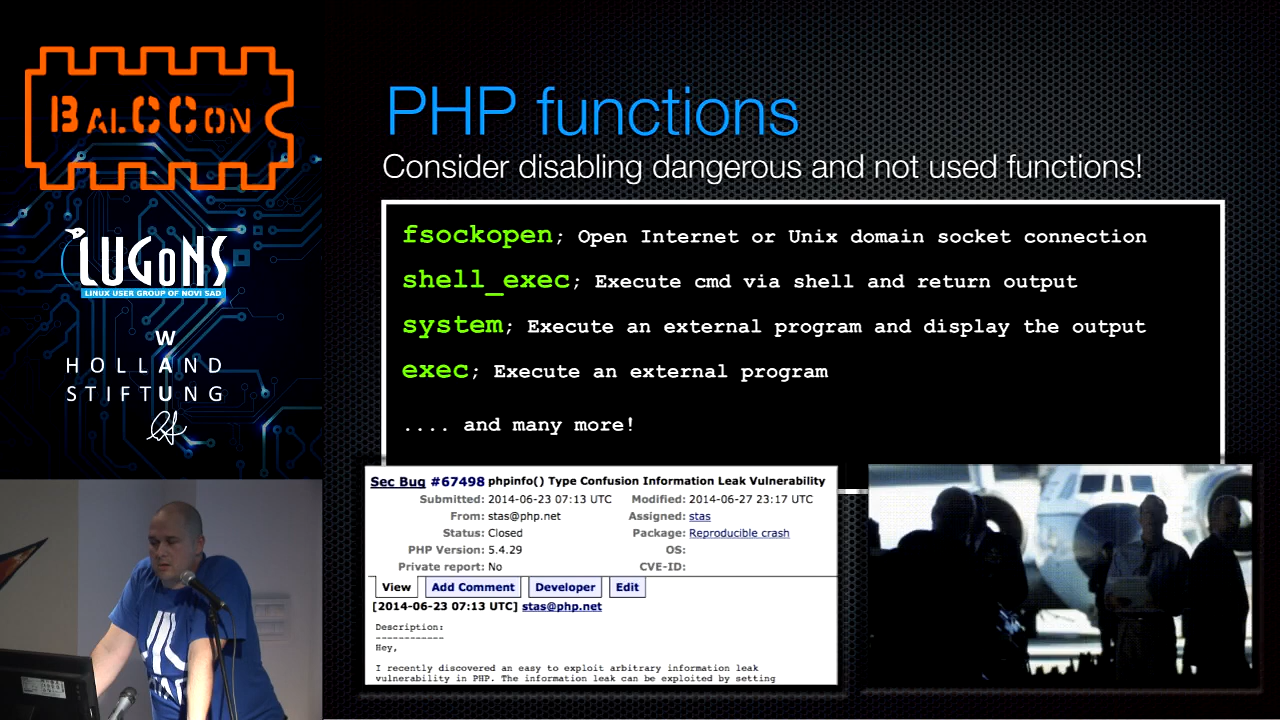 BALCCON
LUGONS
LINUX USER GROUP OF NOVI SAD
W
HOLLAND
STIFTUNG
PHP functions
Consider disabling dangerous and not used functions!
fsockopen; Open Internet or Unix domain socket connection
shell_exec; Execute cmd via shell and return output
system; Execute an external program and display the output
exec; Execute an external program
.... and many more!
Sec Bug #67498 phpinfo() Type Confusion Information Leak Vulnerability
Submitted: 2014-06-23 07:13 UTC Modified: 2014-06-27 23:17 UTC
From: stas@php.net Assigned: stas
Status: Closed Package: Reproducible crash
PHP Version: 5.4.29 OS:
Private report: No CVE-ID:
View Add Comment Developer Edit
[2014-06-23 07:13 UTC] stas@php.net
Description:
------------
Hey,
I recently discovered an easy to exploit arbitrary information leak
vulnerability in PHP. The information leak can be exploited by setting